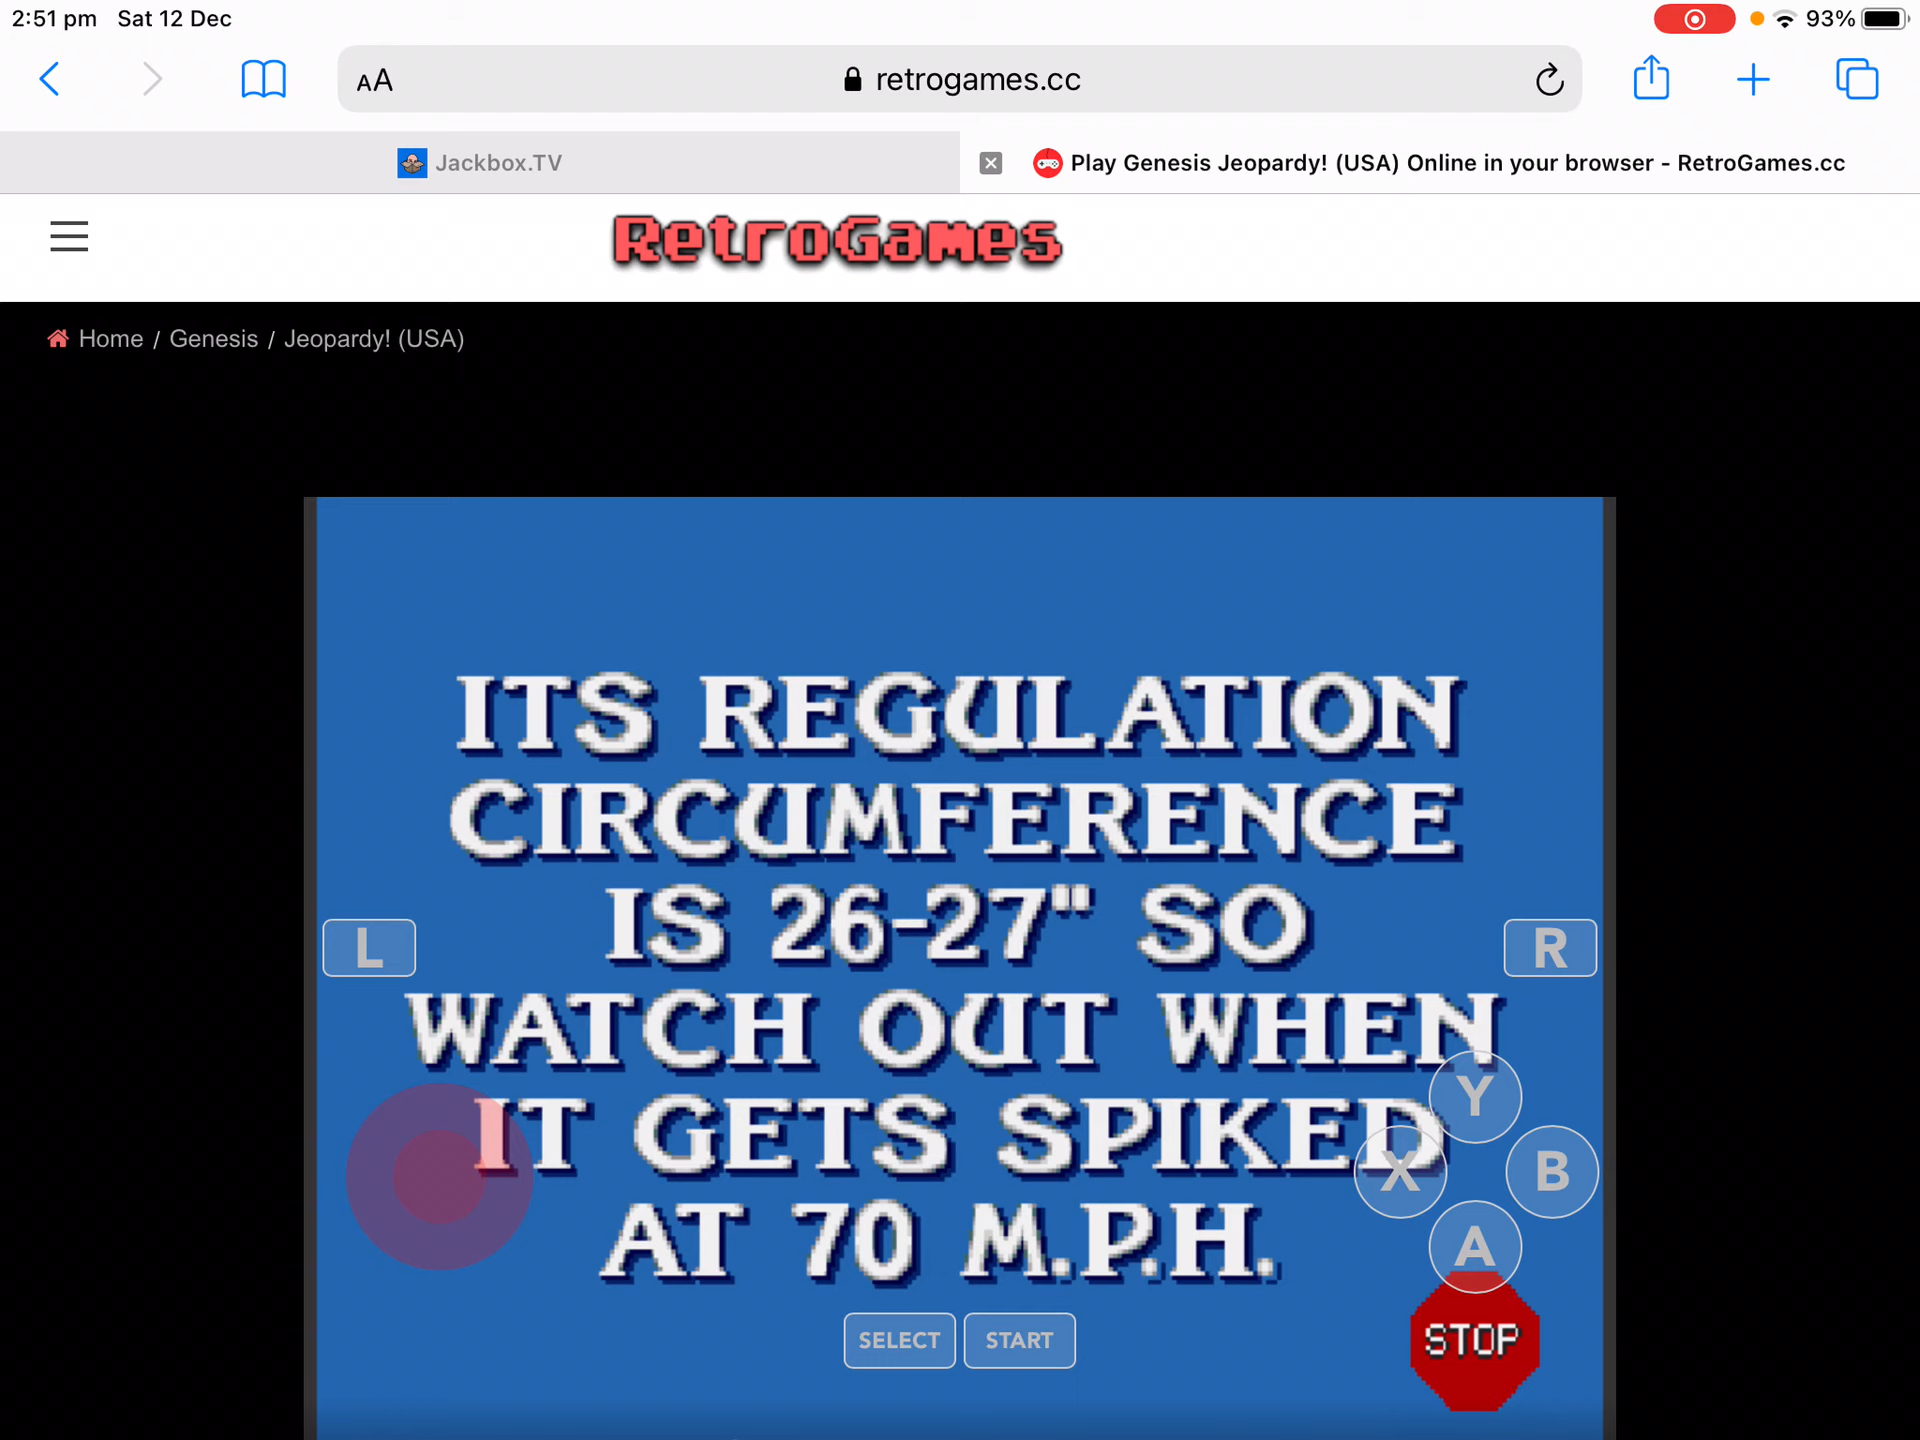 2:51 pm Sat 12 Dec 93%
AA retrogames.cc
Jackbox.TV Play Genesis Jeopardy! (USA) Online in your browser - RetroGames.cc
RetroGames
Home / Genesis / Jeopardy! (USA)
ITS REGULATION
CIRCUMFERENCE
IS 26-27" SO
L R
WATCH OUT WHEN
Y
IT GETS SPIKED
X B
AT 70 M.P.H.
A
SELECT START STOP